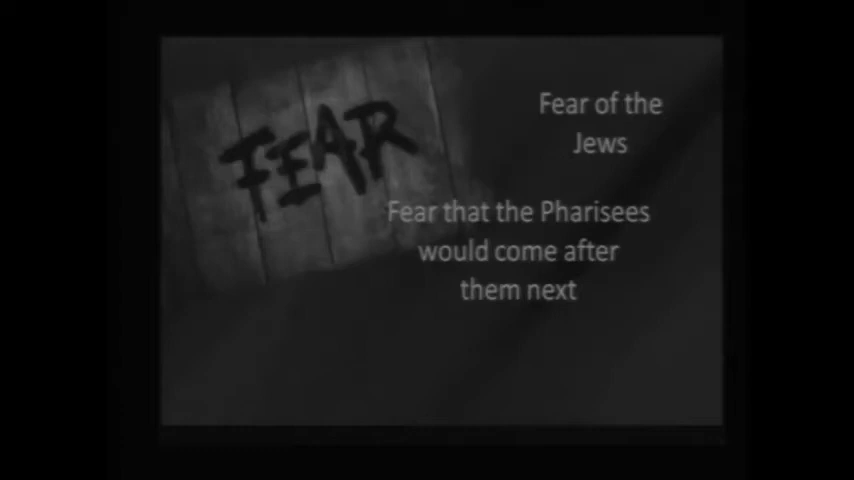 FEAR
Fear of the
Jews
Fear that the Pharisees
would come after
them next